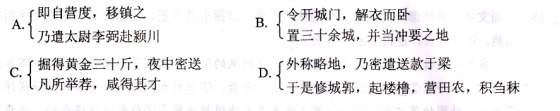 A. 即自营度，移镇之
乃遣太尉李弼赴颍川
B. 令开城门，解衣而卧
置三十余城，并当冲要之地
C. 掘得黄金三十斤，夜中密送
凡所举荐，咸得其才
D. 外称略地，乃密遣送款于梁
于是修城郭，起楼橹，营田农，积刍秣